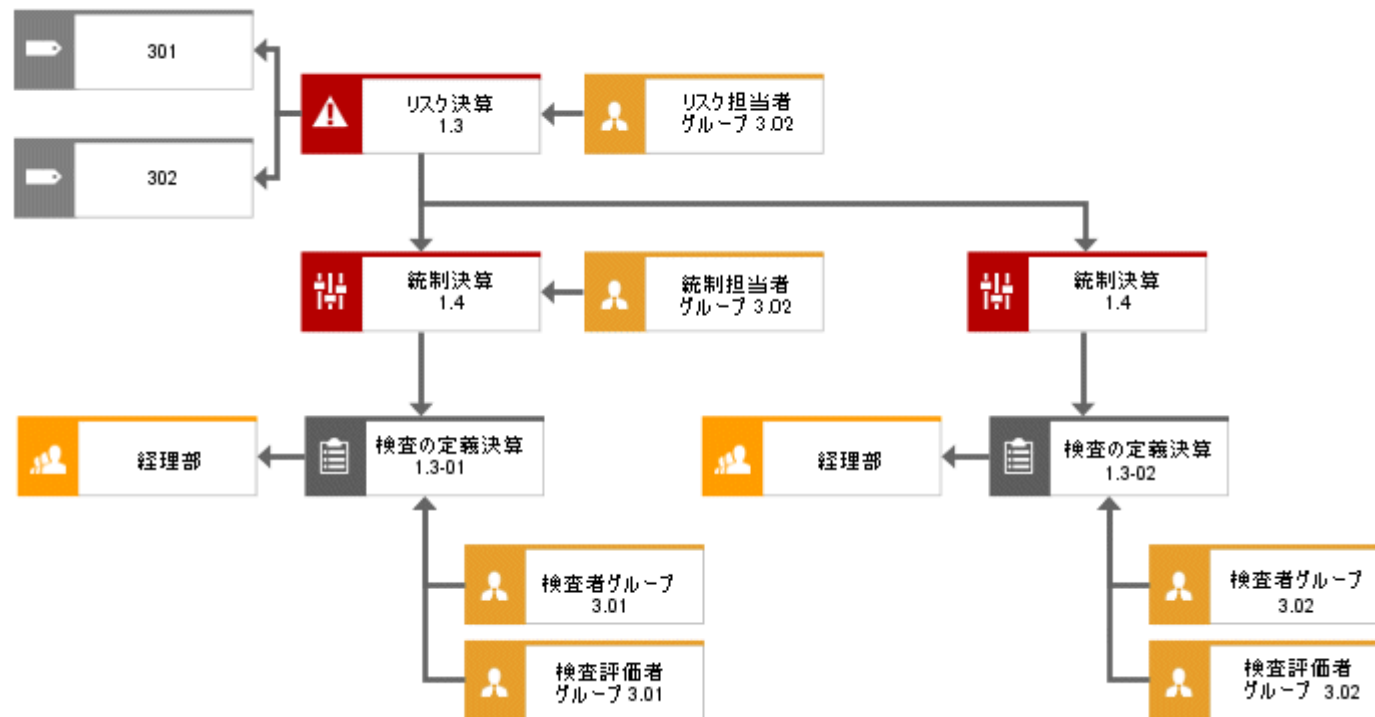 301
リスク決算
1.3
リスク担当者
グループ 3.02
302
統制決算
1.4
統制担当者
グループ 3.02
統制決算
1.4
経理部
検査の定義決算
1.3-01
経理部
検査の定義決算
1.3-02
検査者グループ
3.01
検査者グループ
3.02
検査評価者
グループ 3.01
検査評価者
グループ 3.02